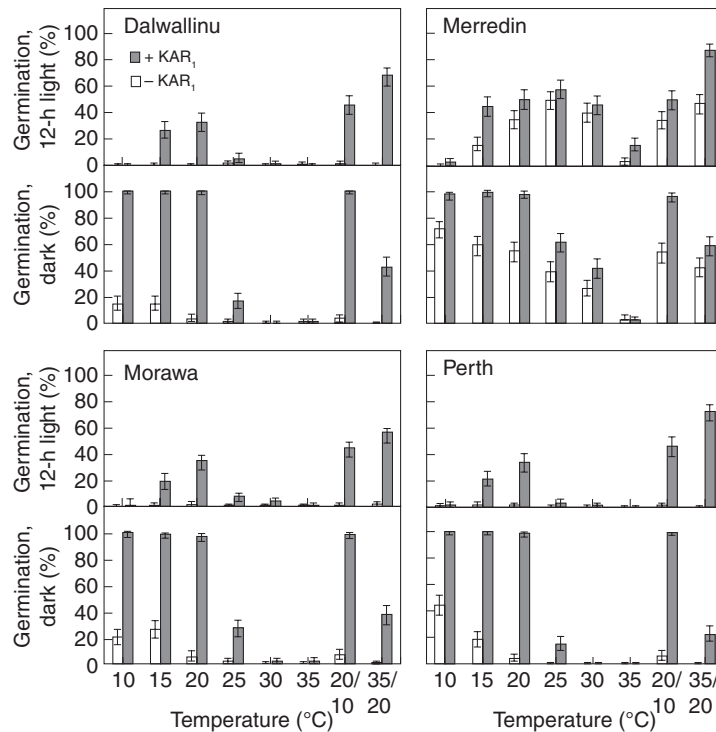 Dalwallinu
Merredin
+ KAR1
– KAR1
Germination,
12-h light (%)
100
80
60
40
20
0
Germination,
dark (%)
100
80
60
40
20
0
Morawa
Perth
Germination,
12-h light (%)
100
80
60
40
20
0
Germination,
dark (%)
100
80
60
40
20
0
10 15 20 25 30 35 20/ 35/
10 20
10 15 20 25 30 35 20/ 35/
10 20
Temperature (°C)
Temperature (°C)